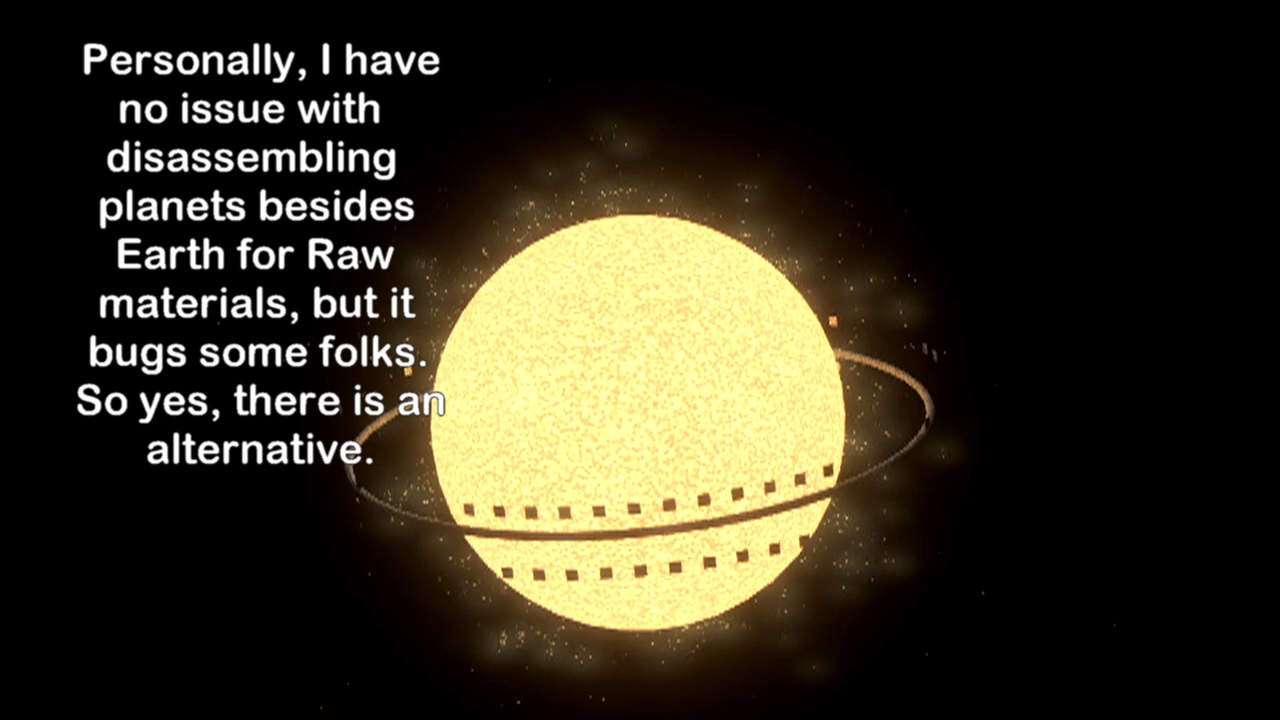 Personally, I have
no issue with
disassembling
planets besides
Earth for Raw
materials, but it
bugs some folks.
So yes, there is an
alternative.